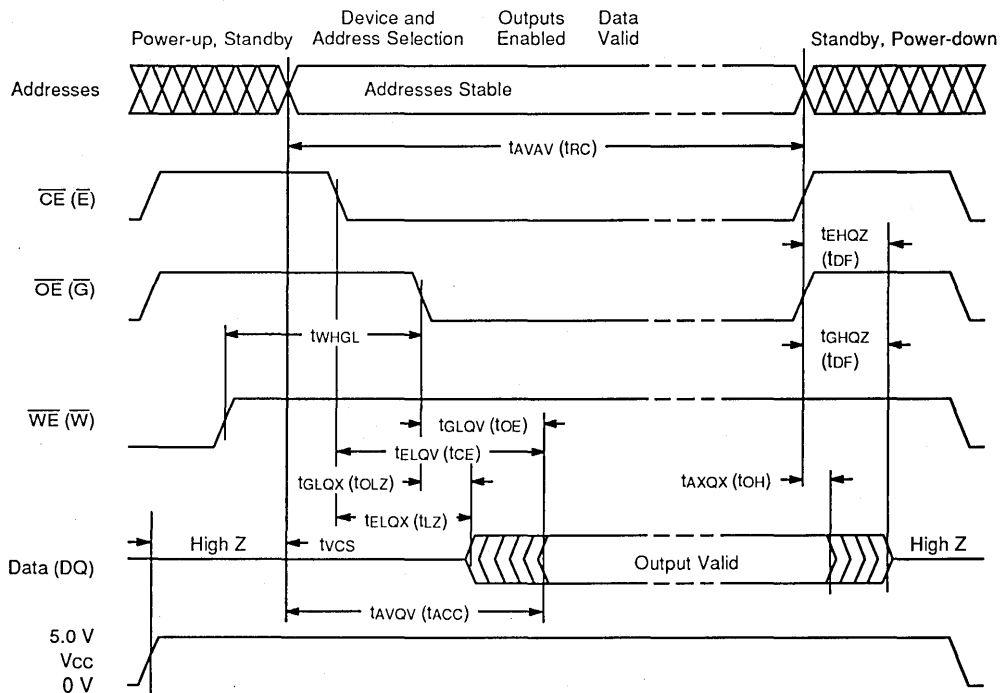 Power-up, Standby
Device and
Address Selection
Outputs
Enabled
Data
Valid
Standby, Power-down
Addresses
Addresses Stable
tAVAV (tRC)
CE (E)
tEHQZ
(tDF)
OE (G)
tWHGL
tGHQZ
(tDF)
WE (W)
tGLQV (tOE)
tELQV (tCE)
tGLQX (tOLZ)
tAXQX (tOH)
tELQX (tLZ)
High Z
tVCS
High Z
Data (DQ)
Output Valid
tAVQV (tACC)
5.0 V
VCC
0 V